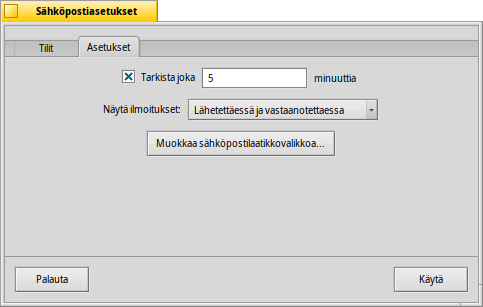 Sähköpostiasetukset
Tilit Asetukset
Tarkista joka 5 minuuttia
Näytä ilmoitukset: Lähetettäessä ja vastaanotettaessa
Muokkaa sähköpostilaatikkovalikkoa...
Palauta Käytä